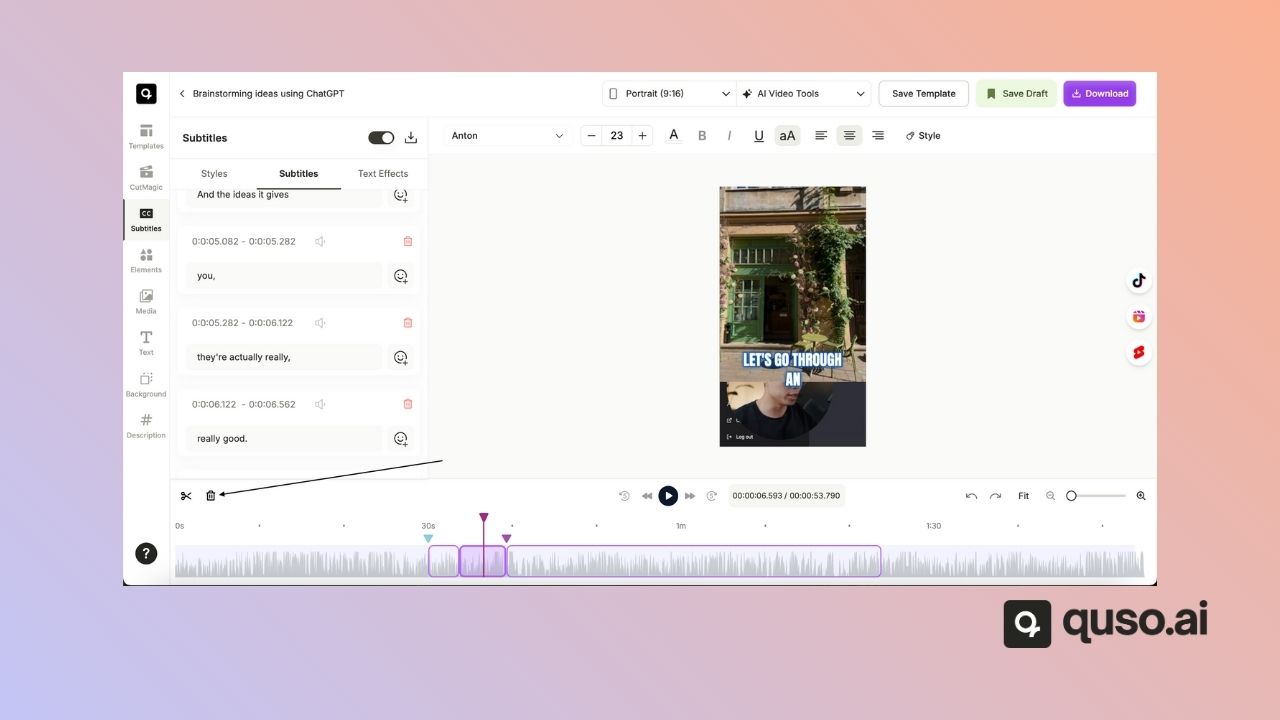 Brainstorming ideas using ChatGPT
Portrait (9:16)
AI Video Tools
Save Template
Save Draft
Download
Templates
CutMagic
CC
Subtitles
Elements
Media
Text
Background
Description
Subtitles
Styles
Subtitles
Text Effects
And the ideas it gives
0:0:05.082 - 0:0:05.282
you,
0:0:05.282 - 0:0:06.122
they're actually really,
0:0:06.122 - 0:0:06.562
really good.
Anton
23
A
B
I
U
aA
Style
LET'S GO THROUGH
AN
Log out
00:00:06.593 / 00:00:53.790
Fit
0s
30s
1m
1:30
?
quso.ai